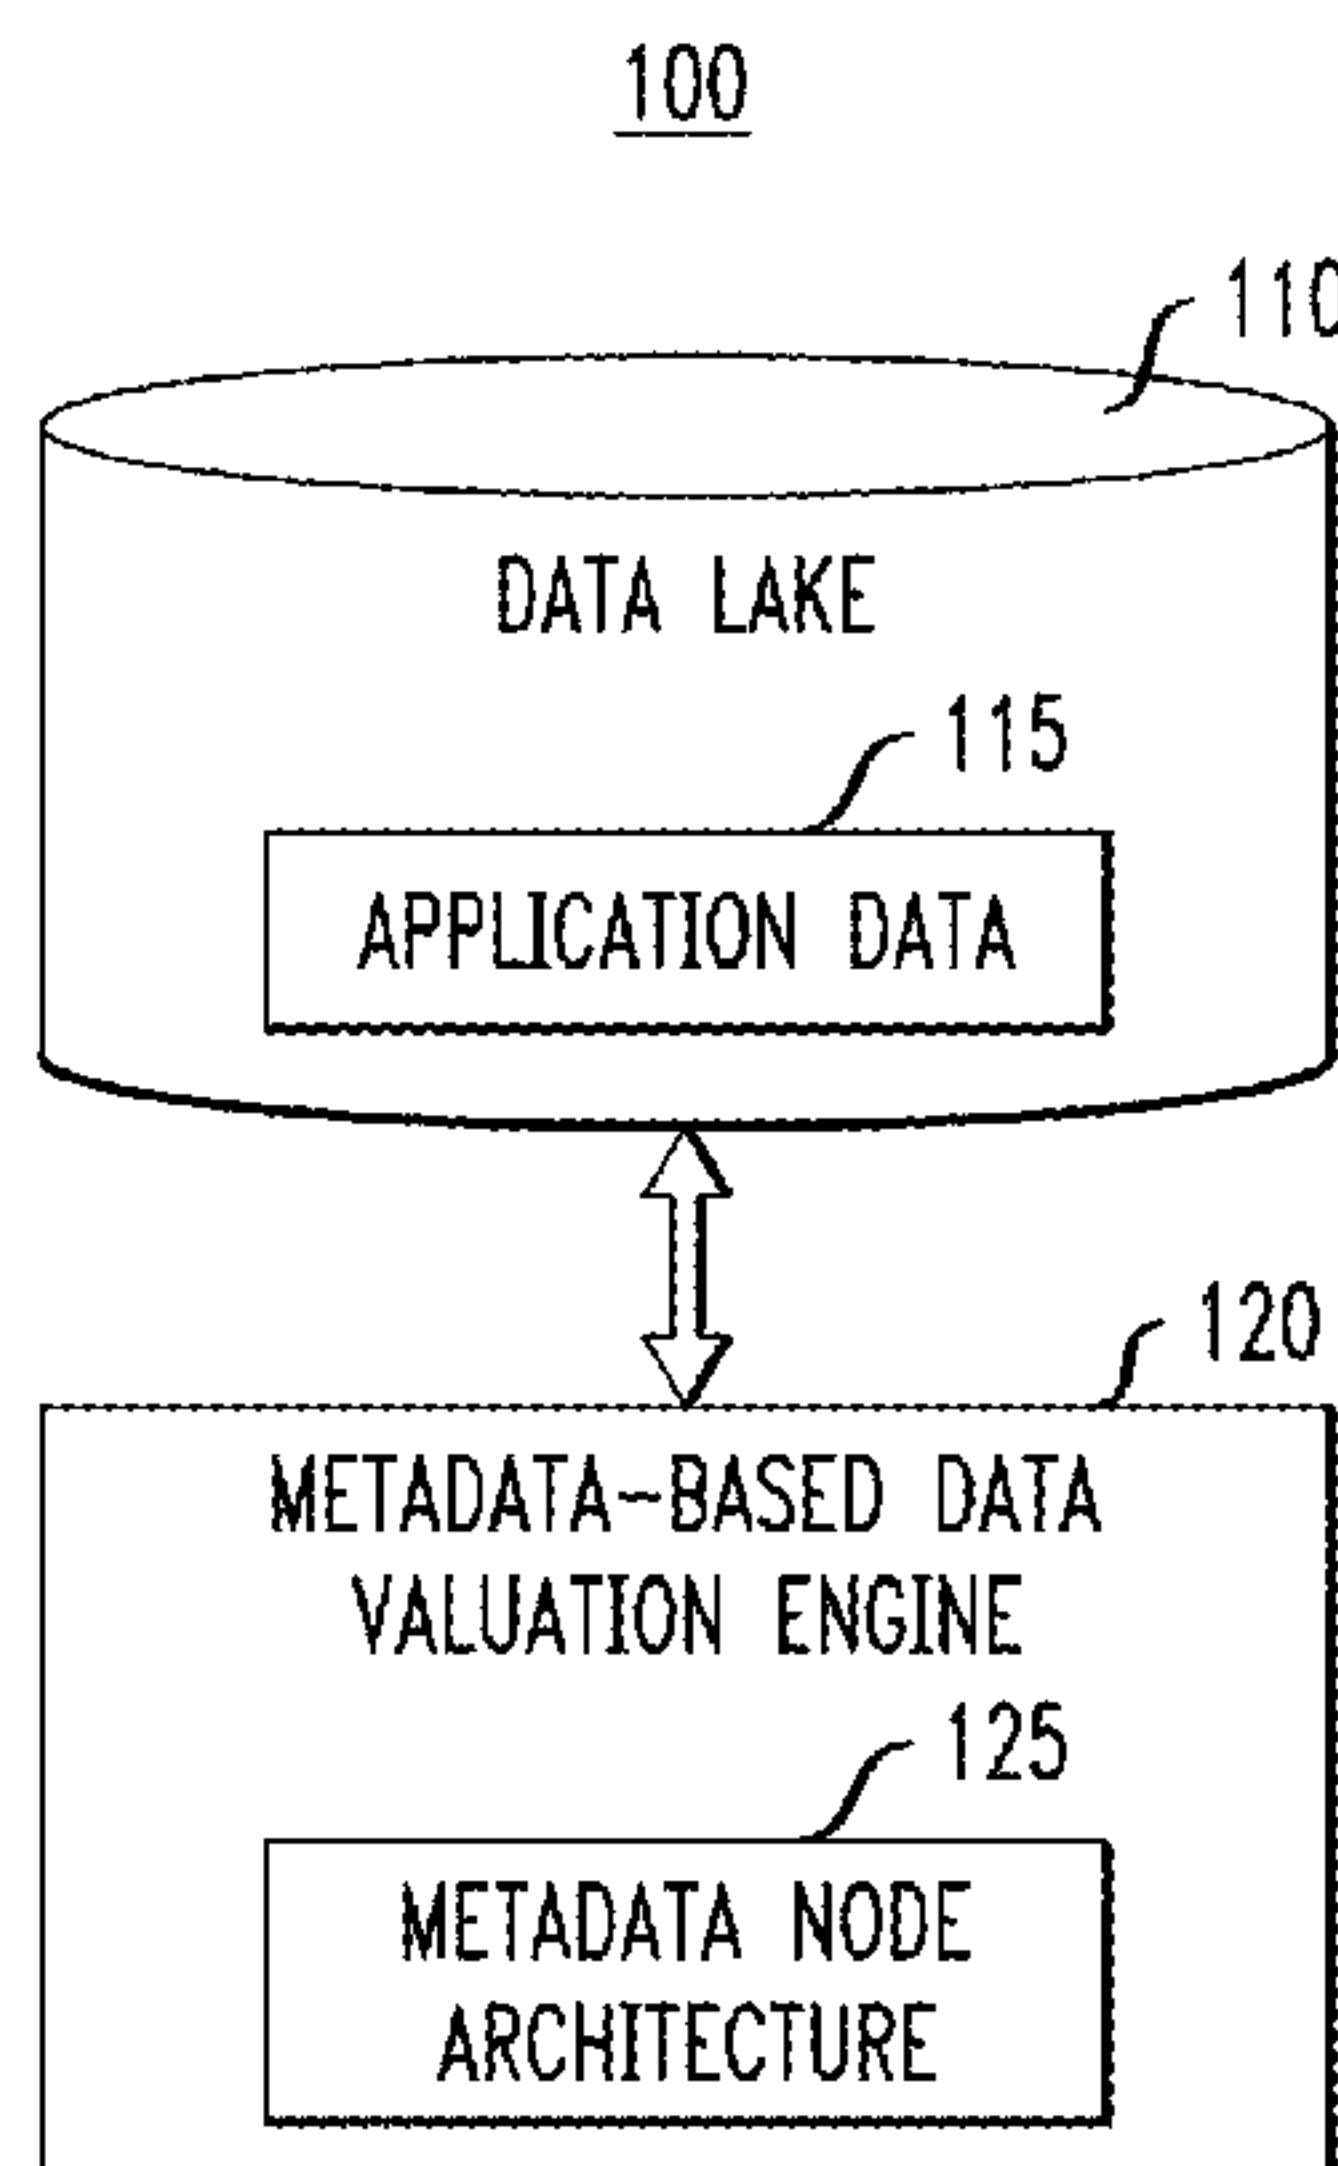 100
110
DATA LAKE
115
APPLICATION DATA
120
METADATA-BASED DATA
VALUATION ENGINE
125
METADATA NODE
ARCHITECTURE